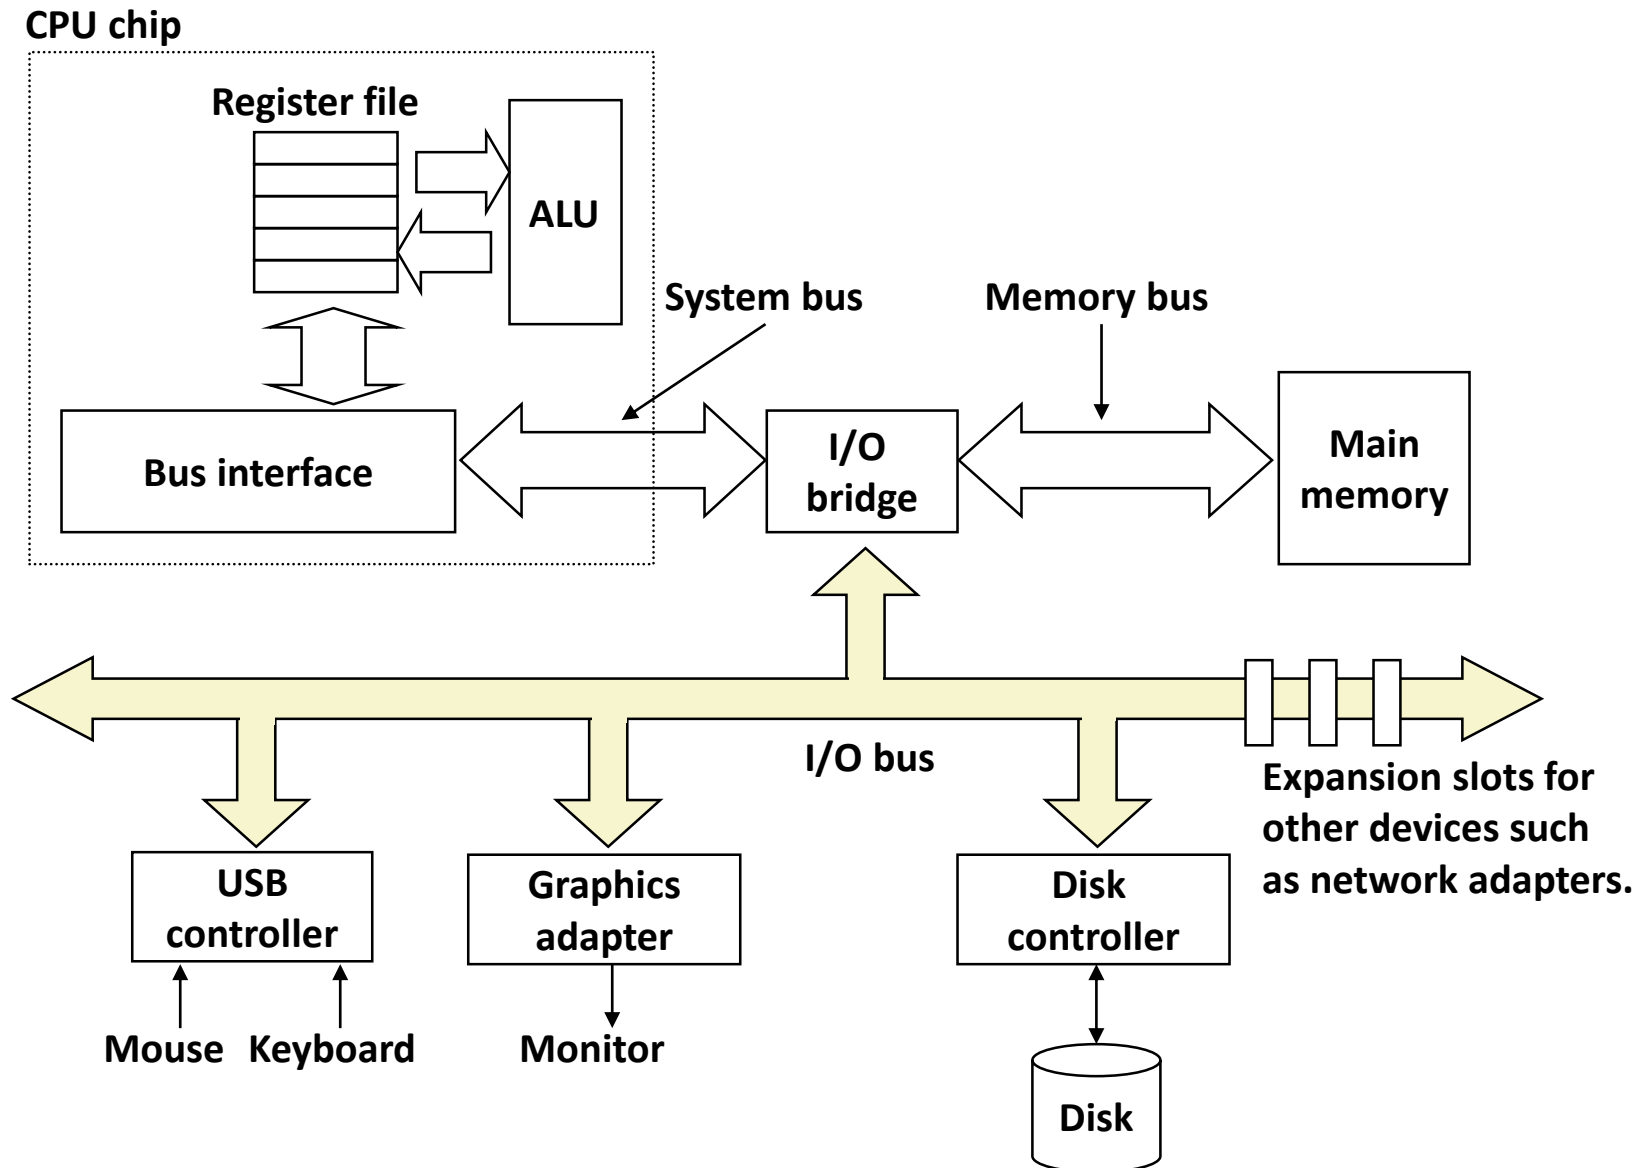 CPU chip
Register file
ALU
System bus
Memory bus
Bus interface
I/O
bridge
Main
memory
I/O bus
Expansion slots for
other devices such
as network adapters.
USB
controller
Graphics
adapter
Disk
controller
Mouse
Keyboard
Monitor
Disk